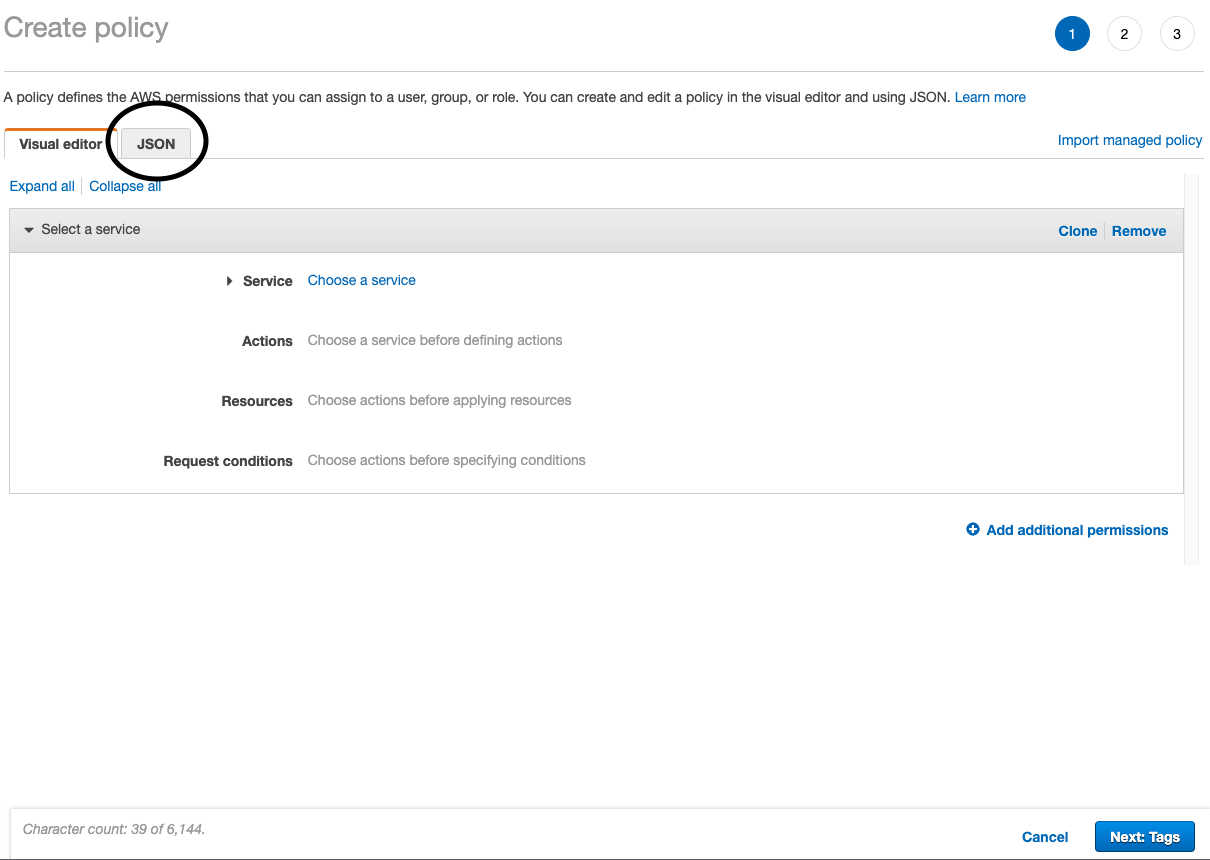 Create policy
1 2 3
A policy defines the AWS permissions that you can assign to a user, group, or role. You can create and edit a policy in the visual editor and using JSON. Learn more
Visual editor JSON Import managed policy
Expand all Collapse all
Select a service Clone Remove
Service Choose a service
Actions Choose a service before defining actions
Resources Choose actions before applying resources
Request conditions Choose actions before specifying conditions
Add additional permissions
Character count: 39 of 6,144.
Cancel Next: Tags